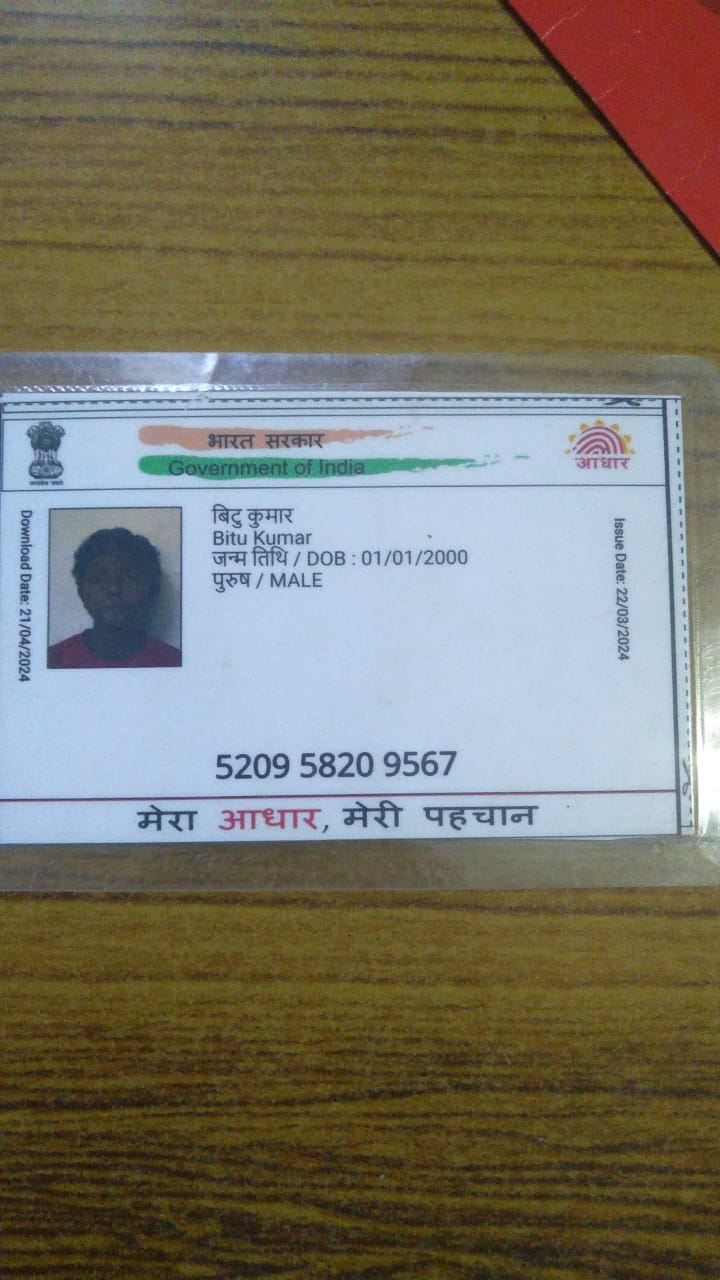 भारत सरकार
Government of India
आधार
Download Date: 21/04/2024
बिटु कुमार
Bitu Kumar
जन्म तिथि / DOB : 01/01/2000
पुरुष / MALE
Issue Date: 22/03/2024
5209 5820 9567
मेरा आधार, मेरी पहचान